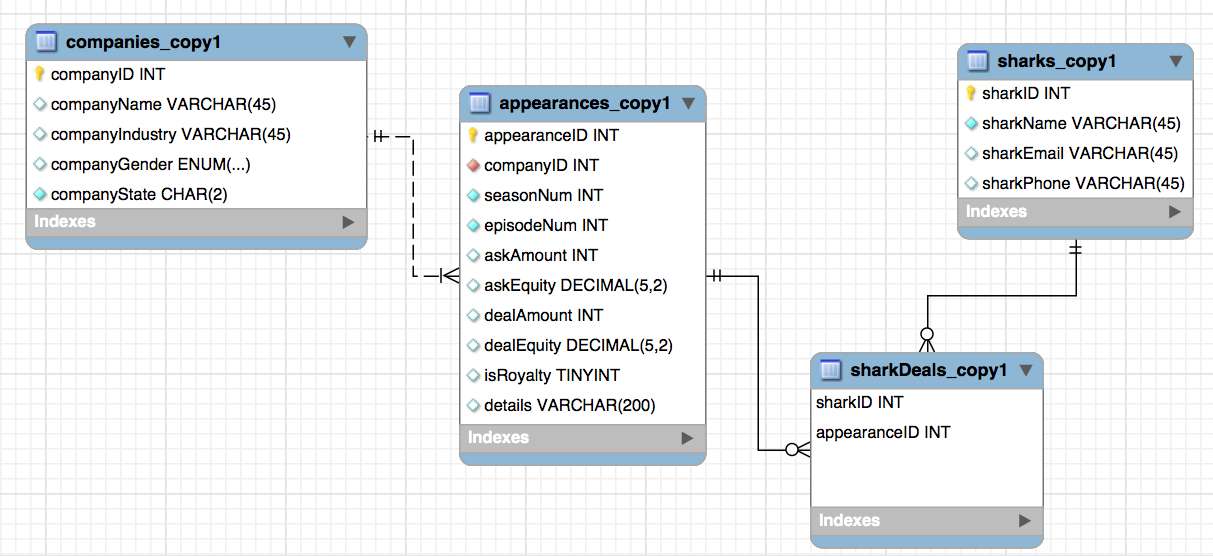 companies_copy1
companyID INT
companyName VARCHAR(45)
companyIndustry VARCHAR(45)
companyGender ENUM(...)
companyState CHAR(2)
Indexes
appearances_copy1
appearanceID INT
companyID INT
seasonNum INT
episodeNum INT
askAmount INT
askEquity DECIMAL(5,2)
dealAmount INT
dealEquity DECIMAL(5,2)
isRoyalty TINYINT
details VARCHAR(200)
Indexes
sharks_copy1
sharkID INT
sharkName VARCHAR(45)
sharkEmail VARCHAR(45)
sharkPhone VARCHAR(45)
Indexes
sharkDeals_copy1
sharkID INT
appearanceID INT
Indexes